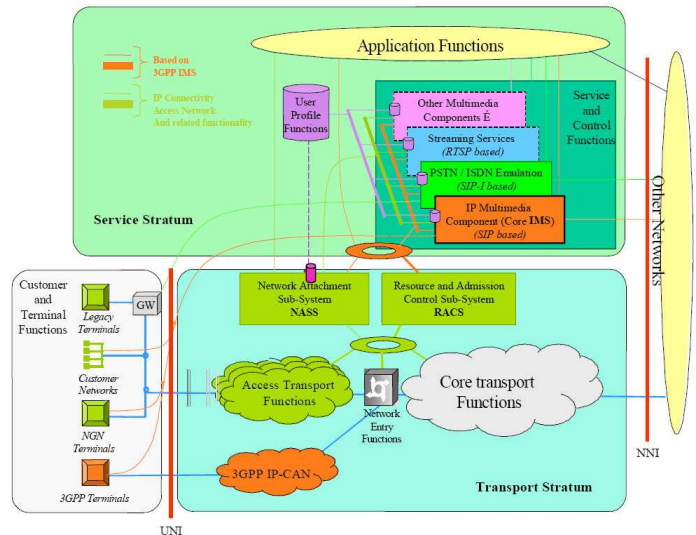 Application Functions
Based on
3GPP IMS
IP Connectivity
Access Network
And related functionality
User
Profile
Functions
Other Multimedia
Components É
Streaming Services
(RTSP based)
PSTN / ISDN Emulation
(SIP-I based)
IP Multimedia
Component (Core IMS)
(SIP based)
Service
and
Control
Functions
Service Stratum
Other Networks
Customer
and
Terminal
Functions
GW
Legacy
Terminals
Customer
Networks
NGN
Terminals
3GPP Terminals
Network Attachment
Sub-System
NASS
Resource and Admission
Control Sub-System
RACS
Access Transport
Functions
Network
Entry
Functions
Core transport
Functions
3GPP IP-CAN
Transport Stratum
NNI
UNI